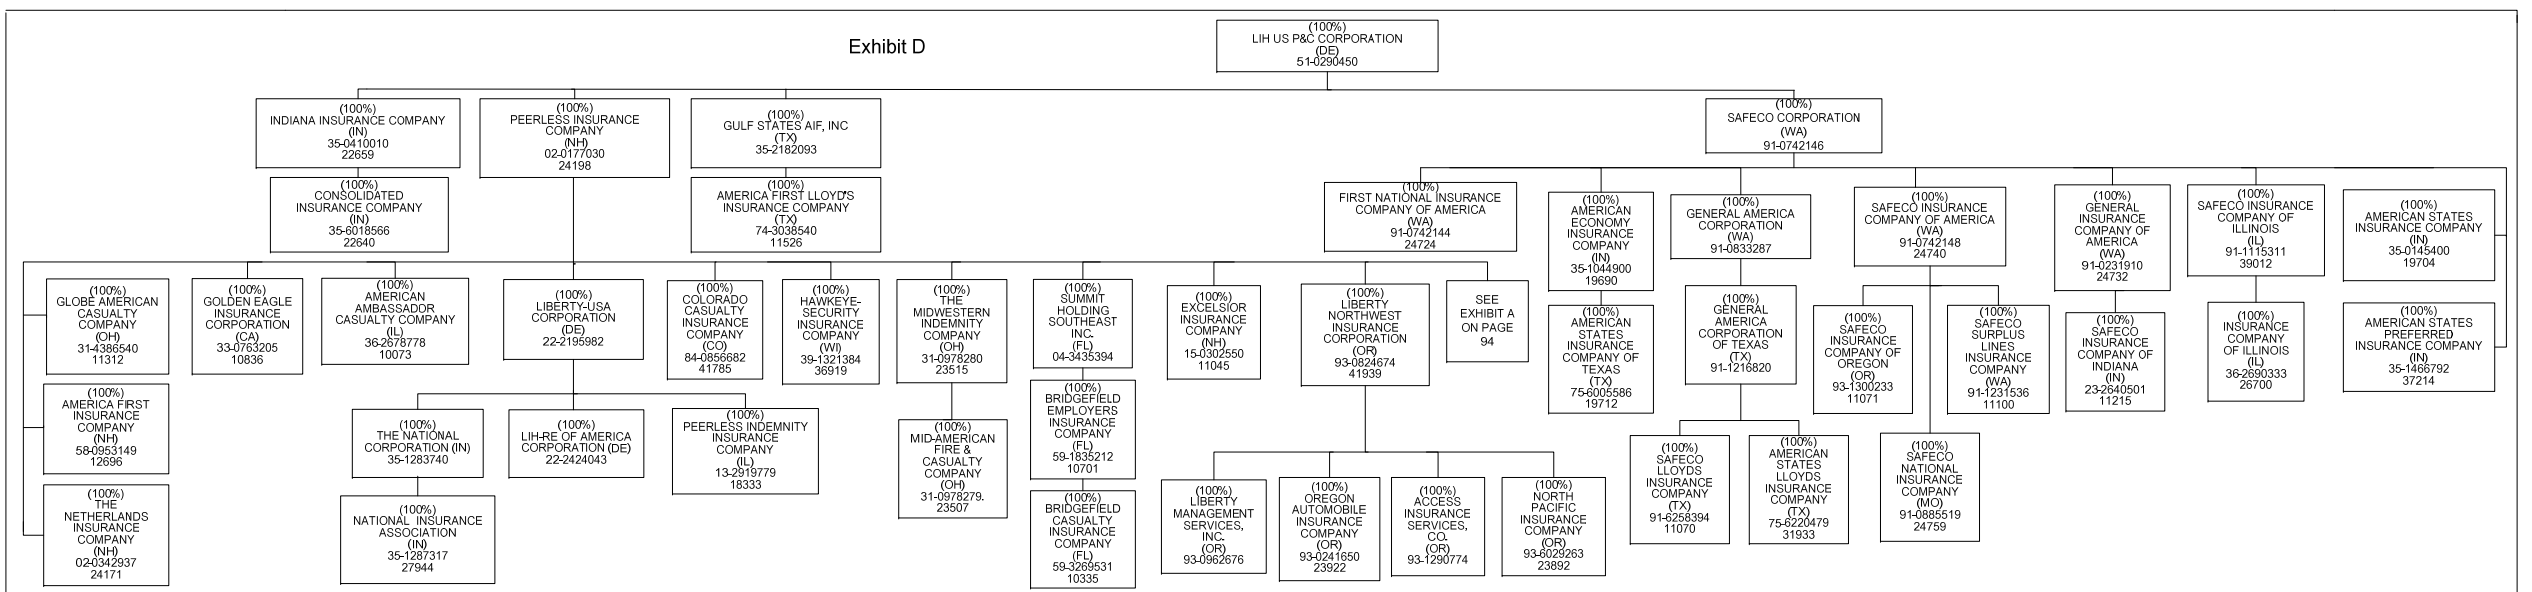 Exhibit D
(100%)
LIH US P&C CORPORATION
(DE)
51-0290450
(100%)
INDIANA INSURANCE COMPANY
(IN)
35-0410010
22659
(100%)
PEERLESS INSURANCE
COMPANY
(NH)
02-0177030
24198
(100%)
GULF STATES AIF, INC
(TX)
35-2182093
(100%)
SAFECO CORPORATION
(WA)
91-0742146
(100%)
CONSOLIDATED
INSURANCE COMPANY
(IN)
35-6018566
22640
(100%)
AMERICA FIRST LLOYD'S
INSURANCE COMPANY
(TX)
74-3038540
11526
(100%)
FIRST NATIONAL INSURANCE
COMPANY OF AMERICA
(WA)
91-0742144
24724
(100%)
AMERICAN
ECONOMY
INSURANCE
COMPANY
(IN)
35-1044900
19690
(100%)
GENERAL AMERICA
CORPORATION
(WA)
91-0833287
(100%)
SAFECO INSURANCE
COMPANY OF AMERICA
(WA)
91-0742148
24740
(100%)
GENERAL
INSURANCE
COMPANY OF
AMERICA
(WA)
91-0231910
24732
(100%)
SAFECO INSURANCE
COMPANY OF
ILLINOIS
(IL)
91-1115311
39012
(100%)
AMERICAN STATES
INSURANCE COMPANY
(IN)
35-0145400
19704
(100%)
GLOBE AMERICAN
CASUALTY
COMPANY
(OH)
31-4386540
11312
(100%)
GOLDEN EAGLE
INSURANCE
CORPORATION
(CA)
33-0763205
10836
(100%)
AMERICAN
AMBASSADOR
CASUALTY COMPANY
(IL)
36-2678778
10073
(100%)
LIBERTY-USA
CORPORATION
(DE)
22-2195982
(100%)
COLORADO
CASUALTY
INSURANCE
COMPANY
(CO)
84-0856682
41785
(100%)
HAWKEYE-
SECURITY
INSURANCE
COMPANY
(WI)
39-1321384
36919
(100%)
THE
MIDWESTERN
INDEMNITY
COMPANY
(OH)
31-0978280
23515
(100%)
SUMMIT
HOLDING
SOUTHEAST
INC.
(FL)
04-3435394
(100%)
EXCELSIOR
INSURANCE
COMPANY
(NH)
15-0302550
11045
(100%)
LIBERTY
NORTHWEST
INSURANCE
CORPORATION
(OR)
93-0824674
41939
SEE
EXHIBIT A
ON PAGE
94
(100%)
AMERICAN
STATES
INSURANCE
COMPANY OF
TEXAS
(TX)
75-6005586
19712
(100%)
GENERAL
AMERICA
CORPORATION
OF TEXAS
(TX)
91-1216820
(100%)
SAFECO
INSURANCE
COMPANY OF
OREGON
(OR)
93-1300233
11071
(100%)
SAFECO
SURPLUS
LINES
INSURANCE
COMPANY
(WA)
91-1231536
11100
(100%)
SAFECO
INSURANCE
COMPANY OF
INDIANA
(IN)
23-2640501
11215
(100%)
INSURANCE
COMPANY
OF ILLINOIS
(IL)
36-2690333
26700
(100%)
AMERICAN STATES
PREFERRED
INSURANCE COMPANY
(IN)
35-1466792
37214
(100%)
AMERICA FIRST
INSURANCE
COMPANY
(NH)
58-0953149
12696
(100%)
THE NATIONAL
CORPORATION (IN)
35-1283740
(100%)
LIH-RE OF AMERICA
CORPORATION (DE)
22-2424043
(100%)
PEERLESS INDEMNITY
INSURANCE
COMPANY
(IL)
13-2919779
18333
(100%)
MID-AMERICAN
FIRE &
CASUALTY
COMPANY
(OH)
31-0978279.
23507
(100%)
BRIDGEFIELD
EMPLOYERS
INSURANCE
COMPANY
(FL)
59-1835212
10701
(100%)
SAFECO
LLOYDS
INSURANCE
COMPANY
(TX)
91-6258394
11070
(100%)
AMERICAN
STATES
LLOYDS
INSURANCE
COMPANY
(TX)
75-6220479
31933
(100%)
SAFECO
NATIONAL
INSURANCE
COMPANY
(MO)
91-0885519
24759
(100%)
THE
NETHERLANDS
INSURANCE
COMPANY
(NH)
02-0342937
24171
(100%)
NATIONAL INSURANCE
ASSOCIATION
(IN)
35-1287317
27944
(100%)
BRIDGEFIELD
CASUALTY
INSURANCE
COMPANY
(FL)
59-3269531
10335
(100%)
LIBERTY
MANAGEMENT
SERVICES,
INC.
(OR)
93-0962676
(100%)
OREGON
AUTOMOBILE
INSURANCE
COMPANY
(OR)
93-0241650
23922
(100%)
ACCESS
INSURANCE
SERVICES,
CO.
(OR)
93-1290774
(100%)
NORTH
PACIFIC
INSURANCE
COMPANY
(OR)
93-6029263
23892